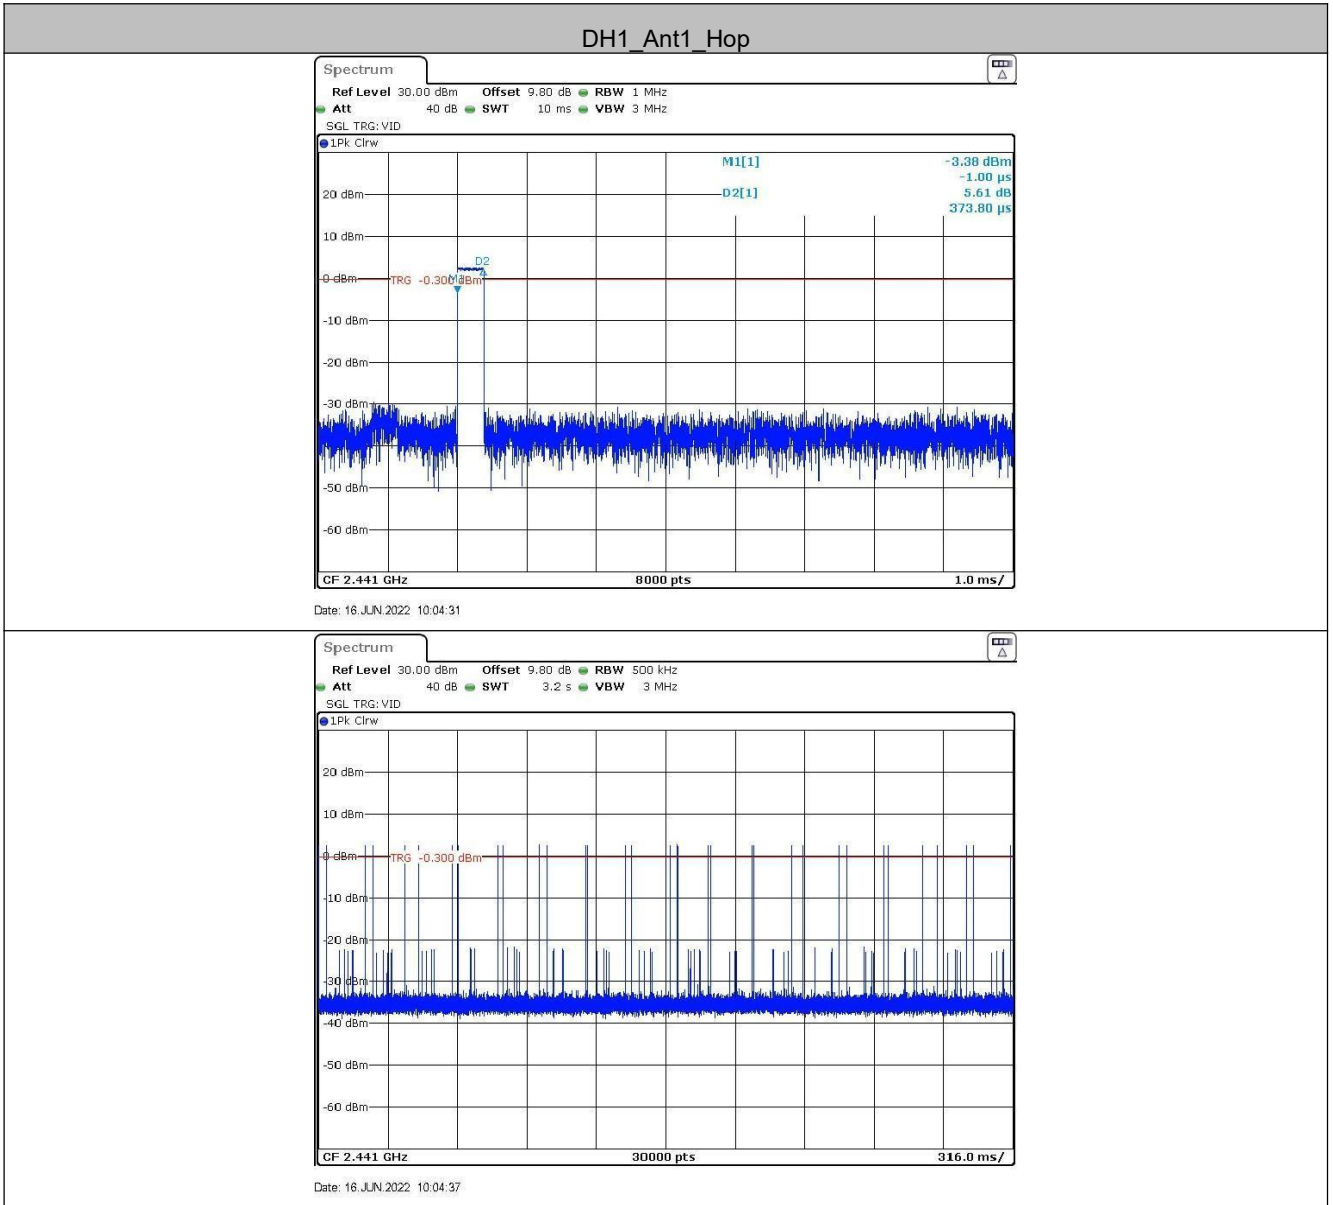 DH1_Ant1_Hop
Spectrum
Ref Level 30.00 dBm Offset 9.80 dB RBW 1 MHz
Att 40 dB SWT 10 ms VBW 3 MHz
SGL TRG: VID
1Pk Clrw
M1[1] -3.38 dBm
-1.00 µs
20 dBm D2[1] 5.61 dB
373.80 µs
10 dBm
D2
0 dBm TRG -0.300 dBm M1
-10 dBm
-20 dBm
-30 dBm
-50 dBm
-60 dBm
CF 2.441 GHz 8000 pts 1.0 ms/
Date: 16.JUN.2022 10:04:31
Spectrum
Ref Level 30.00 dBm Offset 9.80 dB RBW 500 kHz
Att 40 dB SWT 3.2 s VBW 3 MHz
SGL TRG: VID
1Pk Clrw
20 dBm
10 dBm
0 dBm TRG -0.300 dBm
-10 dBm
-20 dBm
-30 dBm
-40 dBm
-50 dBm
-60 dBm
CF 2.441 GHz 30000 pts 316.0 ms/
Date: 16.JUN.2022 10:04:37